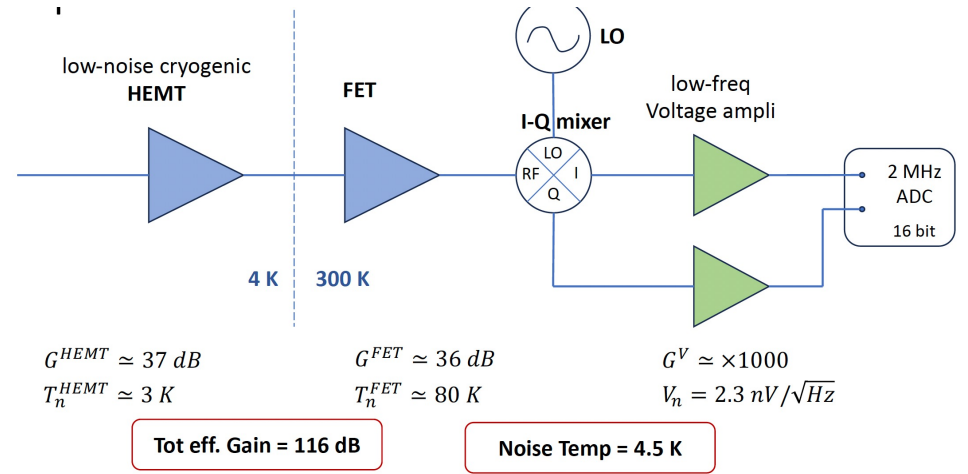 LO
low-noise cryogenic
HEMT
FET
low-freq
Voltage ampli
I-Q mixer
LO
RF
I
Q
2 MHz
ADC
16 bit
4 K
300 K
G^{HEMT} ≃ 37 dB
T_n^{HEMT} ≃ 3 K
G^{FET} ≃ 36 dB
T_n^{FET} ≃ 80 K
G^V ≃ ×1000
V_n = 2.3 nV/√Hz
Tot eff. Gain = 116 dB
Noise Temp = 4.5 K